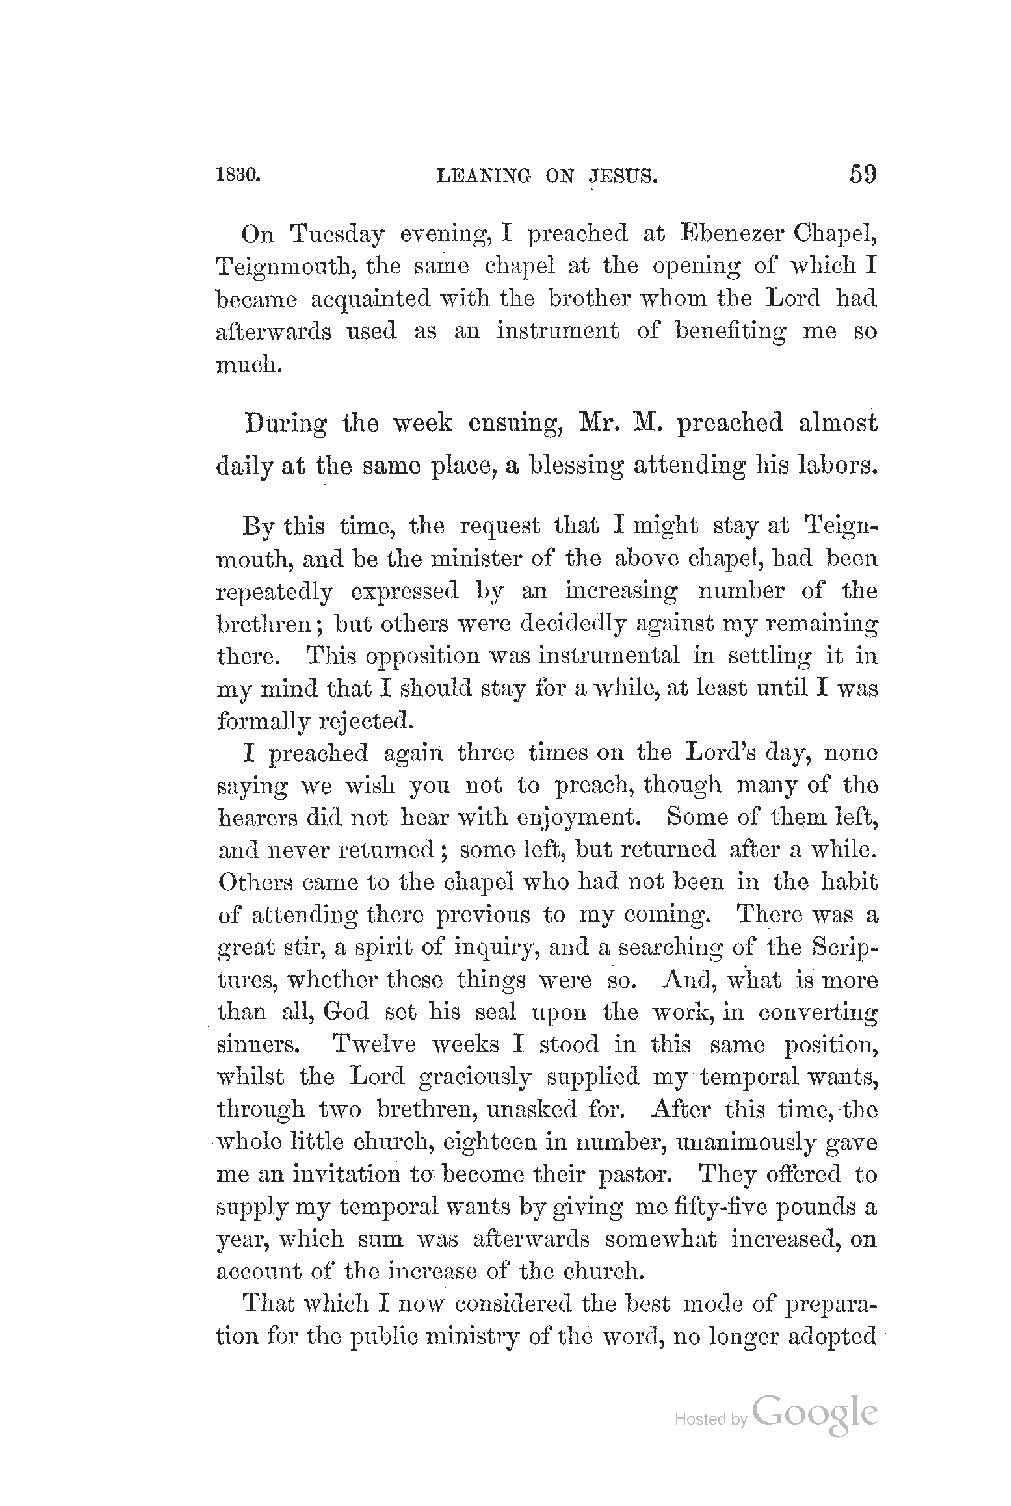 1830. LEANING ON JESUS. 59
On Tuesday evening, I preached at Ebenezer Chapel,
Teignmouth, the same chapel at the opening of which I
became acquainted with the brother whom the Lord had
afterwards used as an instrument of benefiting me so
much.
During the week ensuing, Mr. M. preached almost
daily at the same place, a blessing attending his labors.
By this time, the request that I might stay at Teign-
mouth, and be the minister of the above chapel, had been
repeatedly expressed by an increasing number of the
brethren; but others were decidedly against my remaining
there. This opposition was instrumental in settling it in
my mind that I should stay for a while, at least until I was
formally rejected.
I preached again three times on the Lord's day, none
saying we wish you not to preach, though many of the
hearers did not hear with enjoyment. Some of them left,
and never returned; some left, but returned after a while.
Others came to the chapel who had not been in the habit
of attending there previous to my coming. There was a
great stir, a spirit of inquiry, and a searching of the Scrip-
tures, whether these things were so. And, what is more
than all, God set his seal upon the work, in converting
sinners. Twelve weeks I stood in this same position,
whilst the Lord graciously supplied my temporal wants,
through two brethren, unasked for. After this time, the
whole little church, eighteen in number, unanimously gave
me an invitation to become their pastor. They offered to
supply my temporal wants by giving me fifty-five pounds a
year, which sum was afterwards somewhat increased, on
account of the increase of the church.
That which I now considered the best mode of prepara-
tion for the public ministry of the word, no longer adopted
Hosted by Google